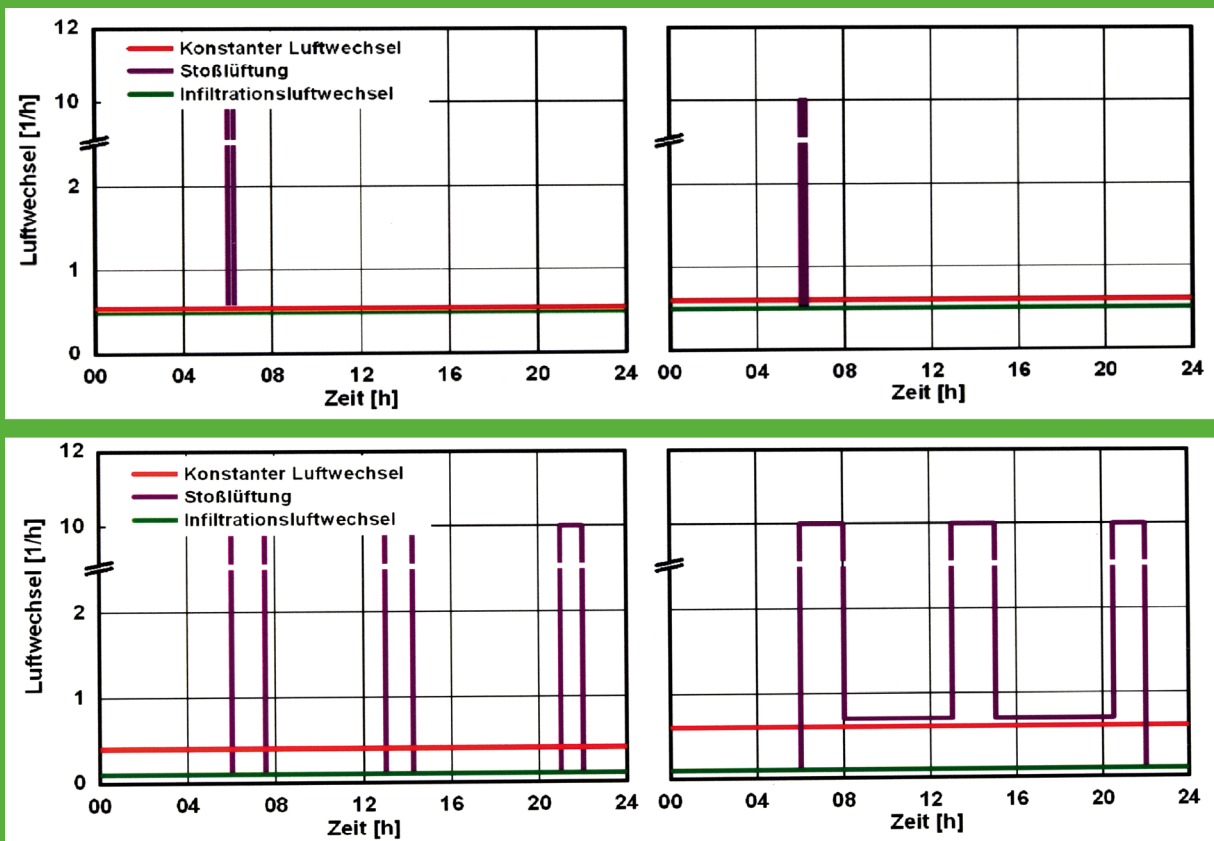 12
Konstanter Luftwechsel
Stoßlüftung
Infiltrationsluftwechsel
10
2
1
0
Luftwechsel [1/h]
00 04 08 12 16 20 24
Zeit [h]
00 04 08 12 16 20 24
Zeit [h]
12
Konstanter Luftwechsel
Stoßlüftung
Infiltrationsluftwechsel
10
2
1
0
Luftwechsel [1/h]
00 04 08 12 16 20 24
Zeit [h]
00 04 08 12 16 20 24
Zeit [h]